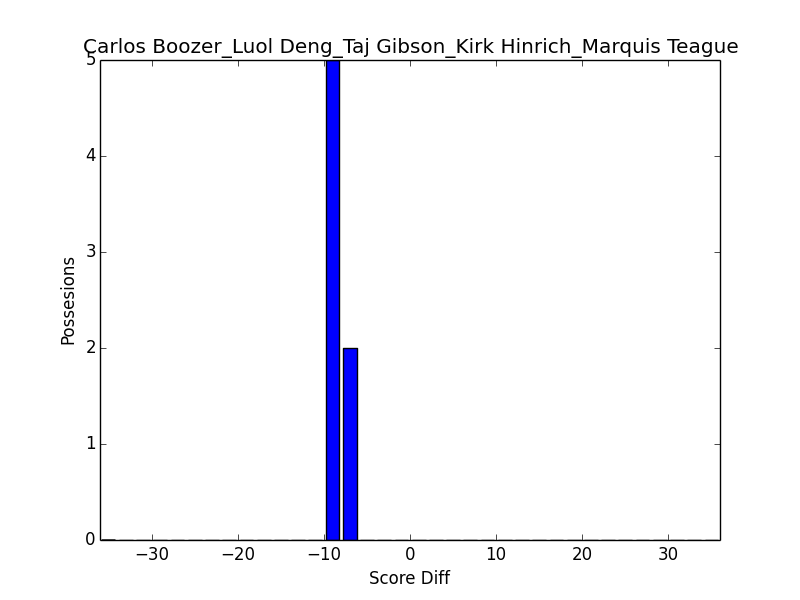 Carlos Boozer_Luol Deng_Taj Gibson_Kirk Hinrich_Marquis Teague
5
4
3
2
1
0
Possesions
−30 −20 −10 0 10 20 30
Score Diff